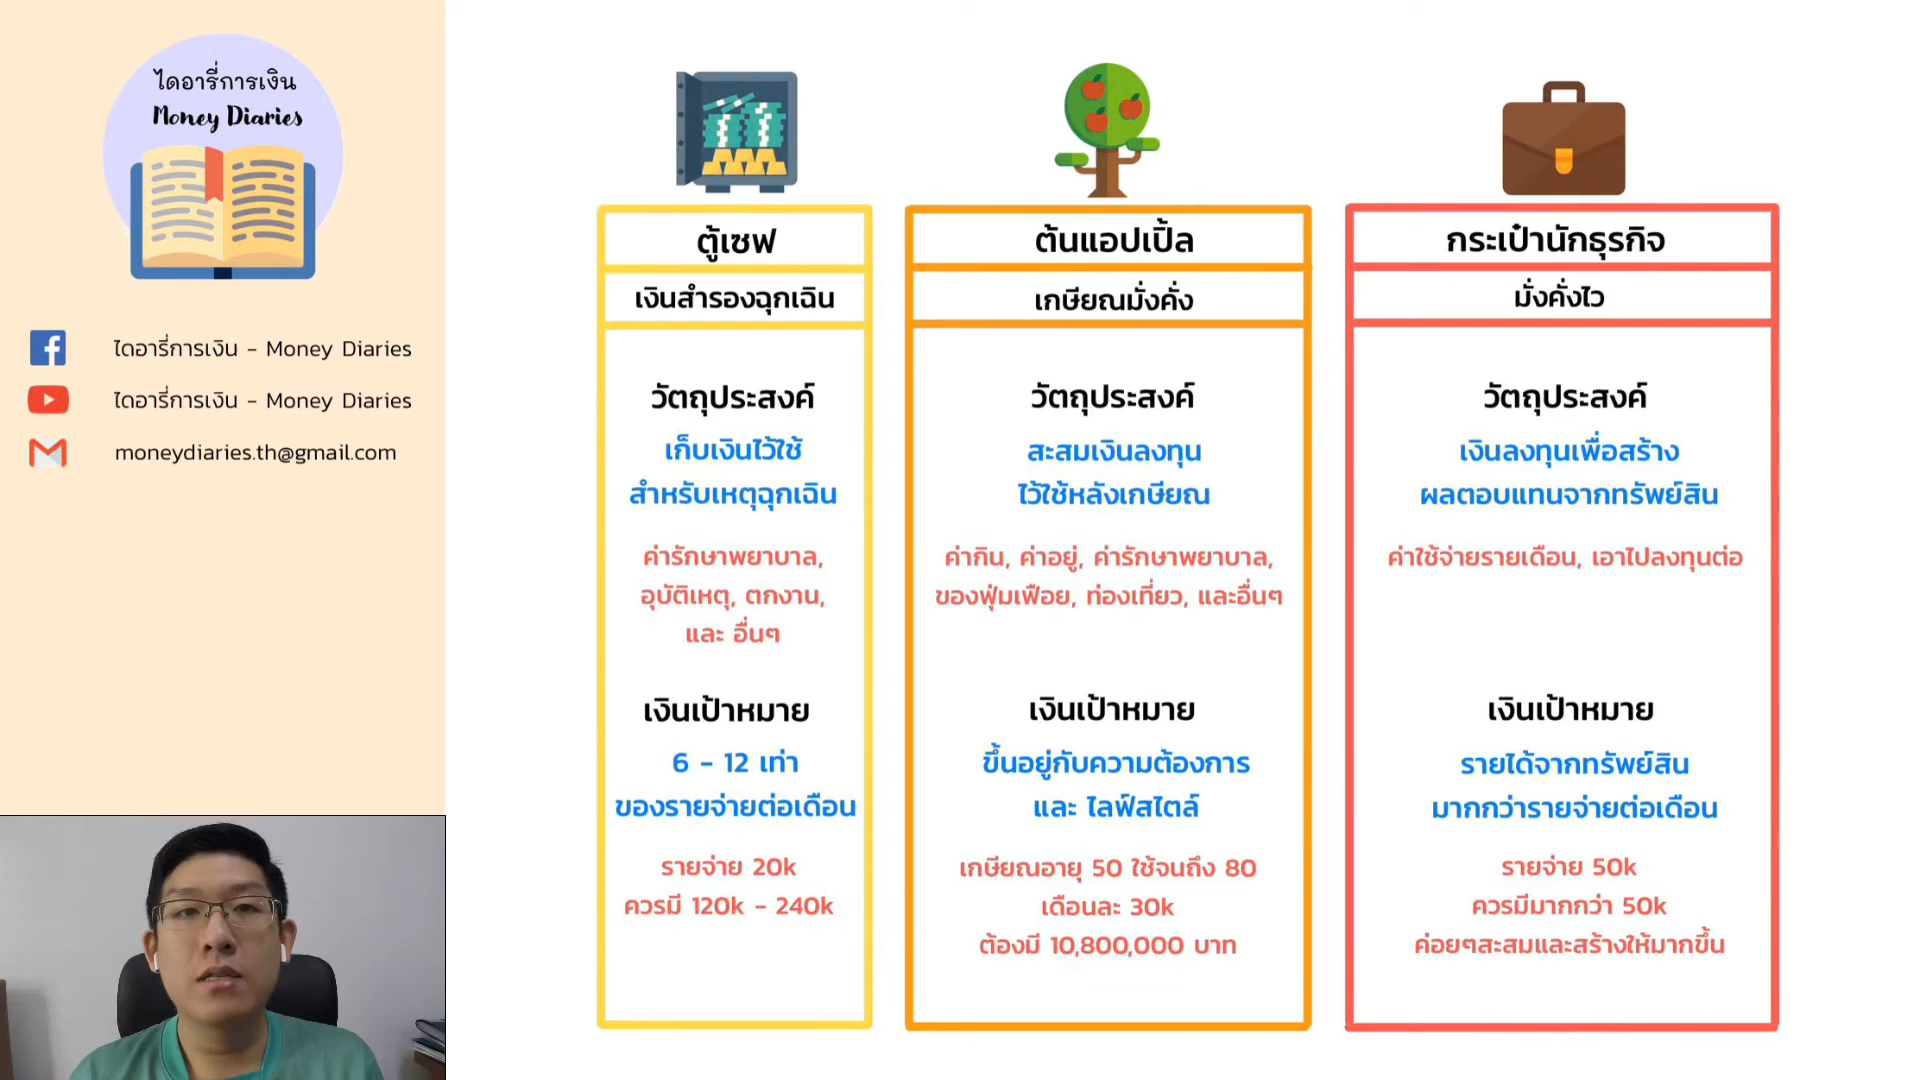 ไดอารี่การเงิน
Money Diaries
ไดอารี่การเงิน - Money Diaries
ไดอารี่การเงิน - Money Diaries
moneydiaries.th@gmail.com
ตู้เซฟ
เงินสำรองฉุกเฉิน
วัตถุประสงค์
เก็บเงินไว้ใช้
สำหรับเหตุฉุกเฉิน
ค่ารักษาพยาบาล,
อุบัติเหตุ, ตกงาน,
และ อื่นๆ
เงินเป้าหมาย
6 - 12 เท่า
ของรายจ่ายต่อเดือน
รายจ่าย 20k
ควรมี 120k - 240k
ต้นแอปเปิ้ล
เกษียณมั่งคั่ง
วัตถุประสงค์
สะสมเงินลงทุน
ไว้ใช้หลังเกษียณ
ค่ากิน, ค่าอยู่, ค่ารักษาพยาบาล,
ของฟุ่มเฟือย, ท่องเที่ยว, และอื่นๆ
เงินเป้าหมาย
ขึ้นอยู่กับความต้องการ
และ ไลฟ์สไตล์
เกษียณอายุ 50 ใช้จนถึง 80
เดือนละ 30k
ต้องมี 10,800,000 บาท
กระเป๋านักธุรกิจ
มั่งคั่งไว
วัตถุประสงค์
เงินลงทุนเพื่อสร้าง
ผลตอบแทนจากทรัพย์สิน
ค่าใช้จ่ายรายเดือน, เอาไปลงทุนต่อ
เงินเป้าหมาย
รายได้จากทรัพย์สิน
มากกว่ารายจ่ายต่อเดือน
รายจ่าย 50k
ควรมีมากกว่า 50k
ค่อยๆสะสมและสร้างให้มากขึ้น